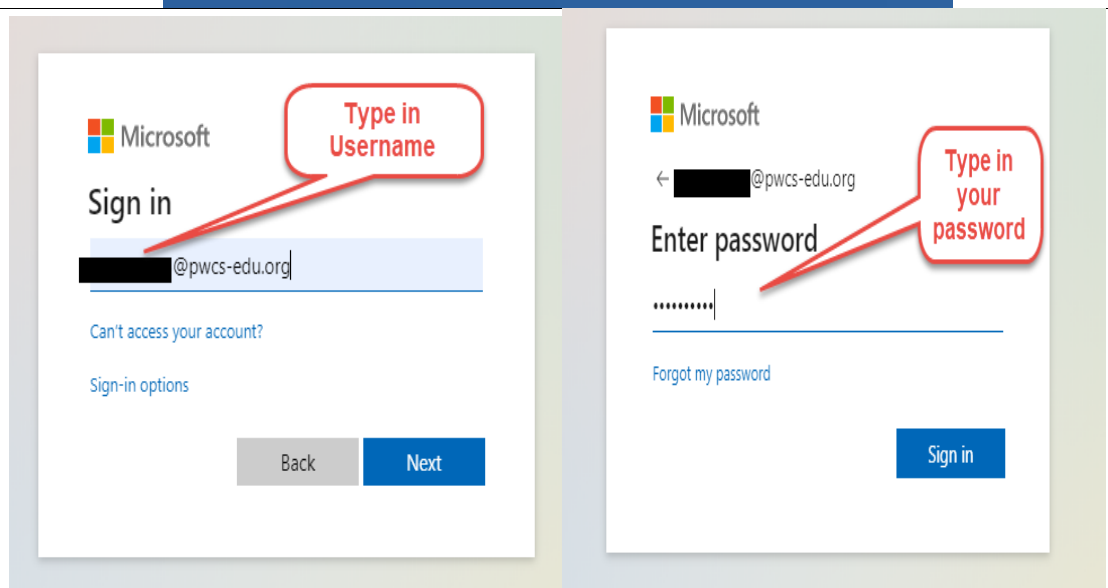 Microsoft
Type in
Username
Sign in
@pwcs-edu.org
Can't access your account?
Sign-in options
Back
Next
Microsoft
@pwcs-edu.org
Type in
your
password
Enter password
••••••••••
Forgot my password
Sign in